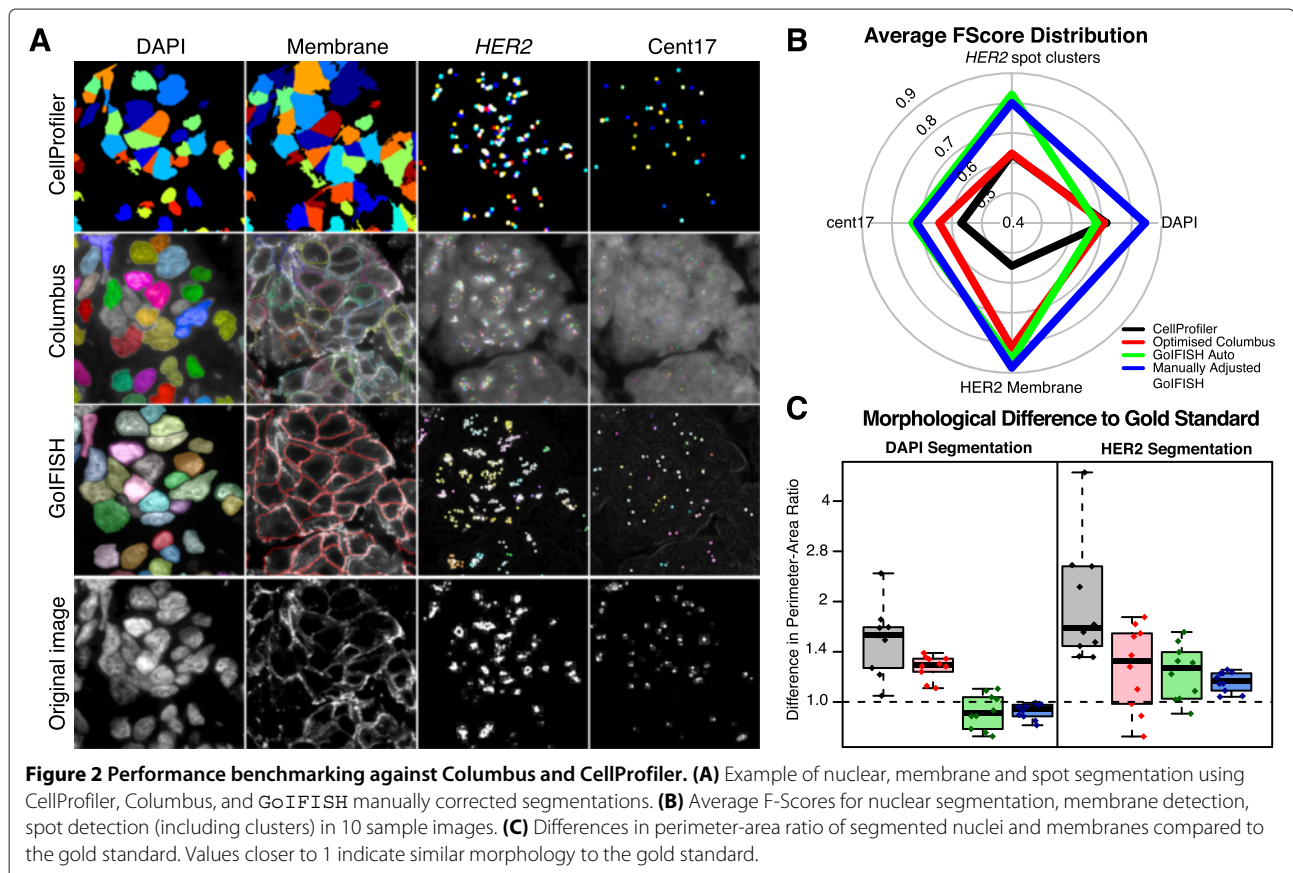 A
DAPI Membrane HER2 Cent17
CellProfiler
Columbus
GoIFISH
Original image
B
Average FScore Distribution
HER2 spot clusters
0.9
0.8
0.7
0.6
0.5
0.4
cent17
DAPI
HER2 Membrane
CellProfiler
Optimised Columbus
GoIFISH Auto
Manually Adjusted
GoIFISH
C
Morphological Difference to Gold Standard
DAPI Segmentation HER2 Segmentation
Difference in Perimeter-Area Ratio
4
2.8
2
1.4
1.0
Figure 2 Performance benchmarking against Columbus and CellProfiler. (A) Example of nuclear, membrane and spot segmentation using
CellProfiler, Columbus, and GoIFISH manually corrected segmentations. (B) Average F-Scores for nuclear segmentation, membrane detection,
spot detection (including clusters) in 10 sample images. (C) Differences in perimeter-area ratio of segmented nuclei and membranes compared to
the gold standard. Values closer to 1 indicate similar morphology to the gold standard.